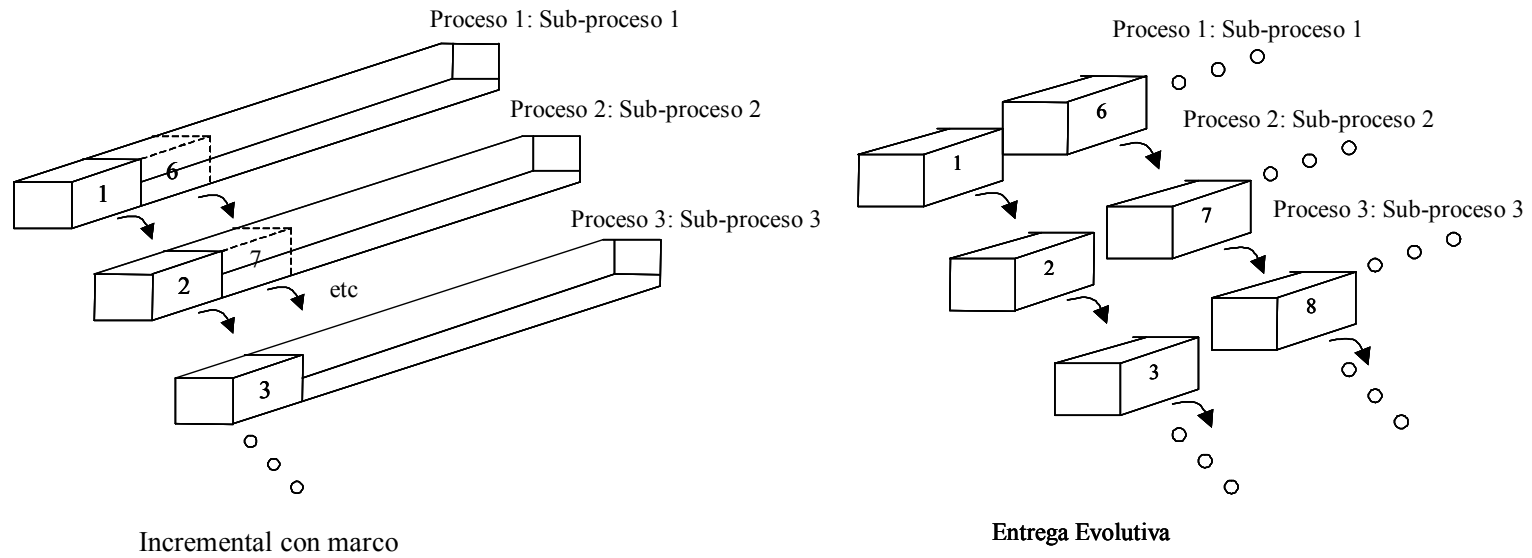 Proceso 1: Sub-proceso 1
Proceso 2: Sub-proceso 2
Proceso 3: Sub-proceso 3
1
6
2
7
etc
3
Incremental con marco
Proceso 1: Sub-proceso 1
Proceso 2: Sub-proceso 2
Proceso 3: Sub-proceso 3
6
1
7
2
8
3
Entrega Evolutiva